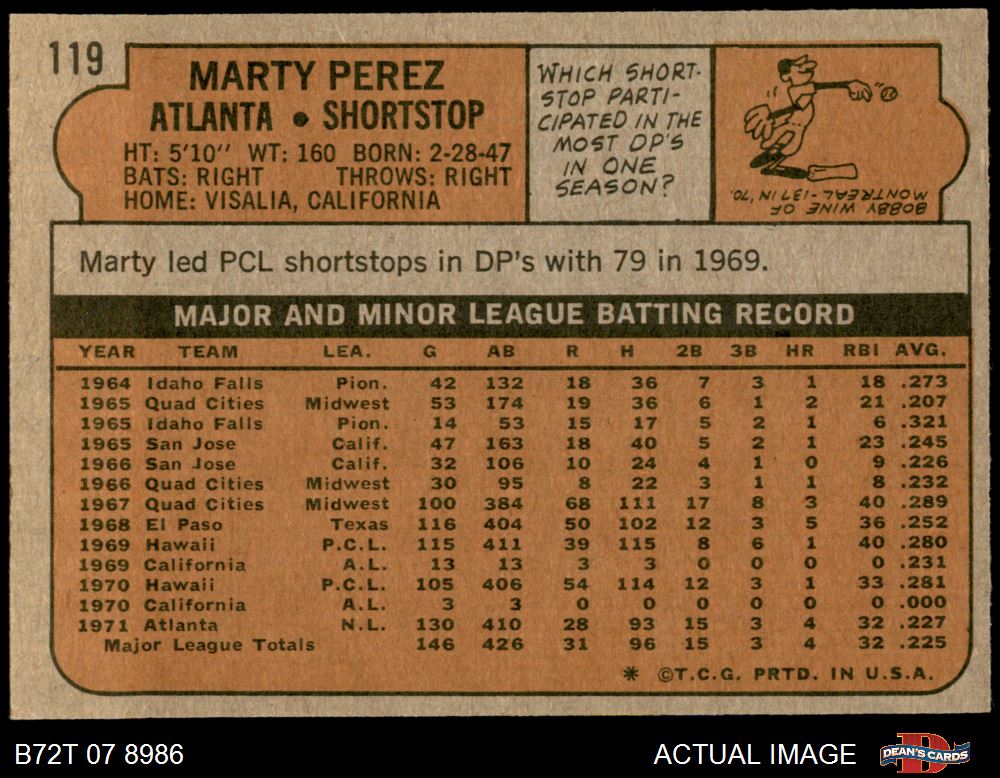 119
MARTY PEREZ
ATLANTA • SHORTSTOP
HT: 5'10" WT: 160 BORN: 2-28-47
BATS: RIGHT THROWS: RIGHT
HOME: VISALIA, CALIFORNIA
WHICH SHORT-
STOP PARTI-
CIPATED IN THE
MOST DP'S
IN ONE
SEASON?
BOBBY WINE OF
MONTREAL-137 IN '70.
Marty led PCL shortstops in DP's with 79 in 1969.
MAJOR AND MINOR LEAGUE BATTING RECORD
YEAR TEAM LEA. G AB R H 2B 3B HR RBI AVG.
1964 Idaho Falls Pion. 42 132 18 36 7 3 1 18 .273
1965 Quad Cities Midwest 53 174 19 36 6 1 2 21 .207
1965 Idaho Falls Pion. 14 53 15 17 5 2 1 6 .321
1965 San Jose Calif. 47 163 18 40 5 2 1 23 .245
1966 San Jose Calif. 32 106 10 24 4 1 0 9 .226
1966 Quad Cities Midwest 30 95 8 22 3 1 1 8 .232
1967 Quad Cities Midwest 100 384 68 111 17 8 3 40 .289
1968 El Paso Texas 116 404 50 102 12 3 5 36 .252
1969 Hawaii P.C.L. 115 411 39 115 8 6 1 40 .280
1969 California A.L. 13 13 3 3 0 0 0 0 .231
1970 Hawaii P.C.L. 105 406 54 114 12 3 1 33 .281
1970 California A.L. 3 3 0 0 0 0 0 0 .000
1971 Atlanta N.L. 130 410 28 93 15 3 4 32 .227
Major League Totals 146 426 31 96 15 3 4 32 .225
* ©T.C.G. PRTD. IN U.S.A.
B72T 07 8986
ACTUAL IMAGE
DEAN'S CARDS